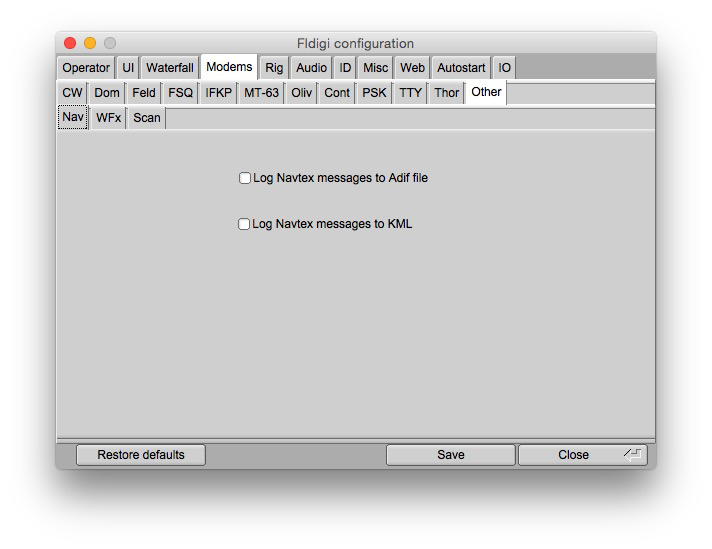 Fldigi configuration
Operator UI Waterfall Modems Rig Audio ID Misc Web Autostart IO
CW Dom Feld FSQ IFKP MT-63 Oliv Cont PSK TTY Thor Other
Nav WFx Scan
Log Navtex messages to Adif file
Log Navtex messages to KML
Restore defaults Save Close